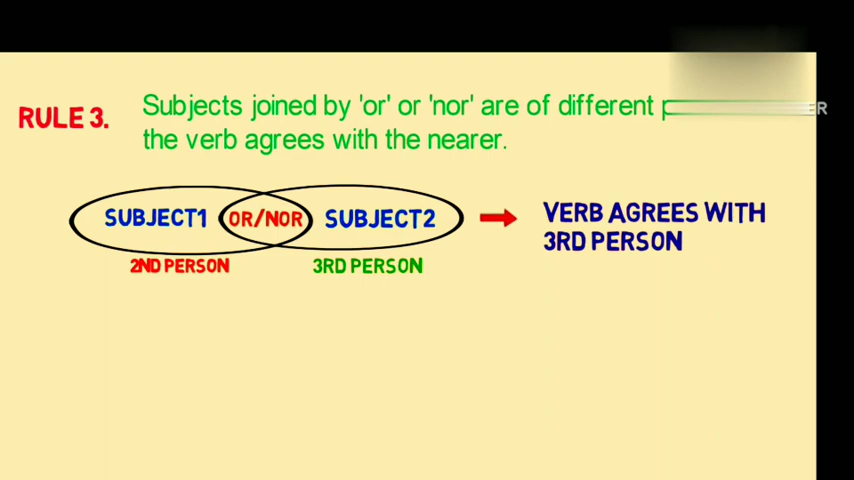 RULE 3.
Subjects joined by 'or' or 'nor' are of different
the verb agrees with the nearer.
SUBJECT1 OR/NOR SUBJECT2
2ND PERSON 3RD PERSON
VERB AGREES WITH
3RD PERSON